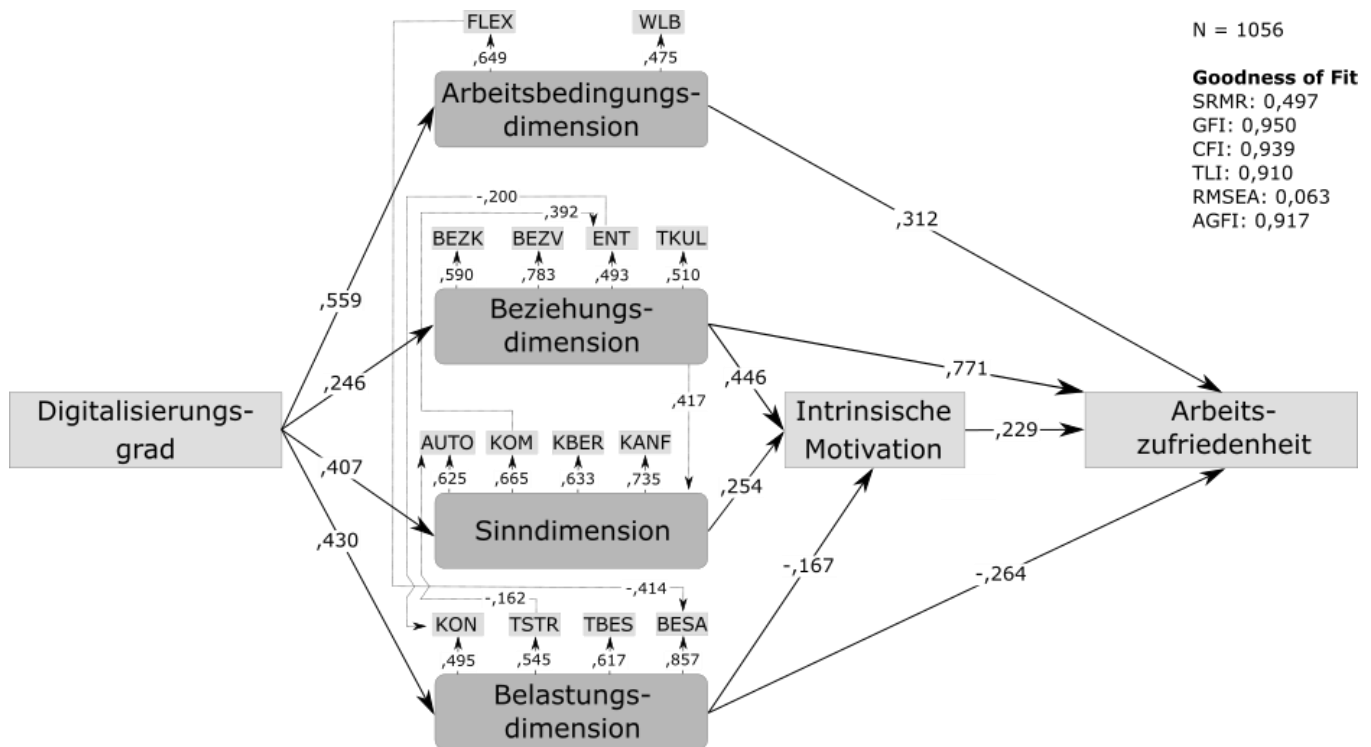 FLEX
WLB
N = 1056
,649
,475
Goodness of Fit
SRMR: 0,497
GFI: 0,950
CFI: 0,939
TLI: 0,910
RMSEA: 0,063
AGFI: 0,917
Arbeitsbedingungs-
dimension
-,200
,392
,312
BEZK
BEZV
ENT
TKUL
,590
,783
,493
,510
,559
Beziehungs-
dimension
,246
,771
,446
,417
Digitalisierungs-
grad
Intrinsische
Motivation
,229
Arbeits-
zufriedenheit
AUTO
KOM
KBER
KANF
,407
,625
,665
,633
,735
,254
Sinndimension
,430
-,167
-,264
-,414
-,162
KON
TSTR
TBES
BESA
,495
,545
,617
,857
Belastungs-
dimension